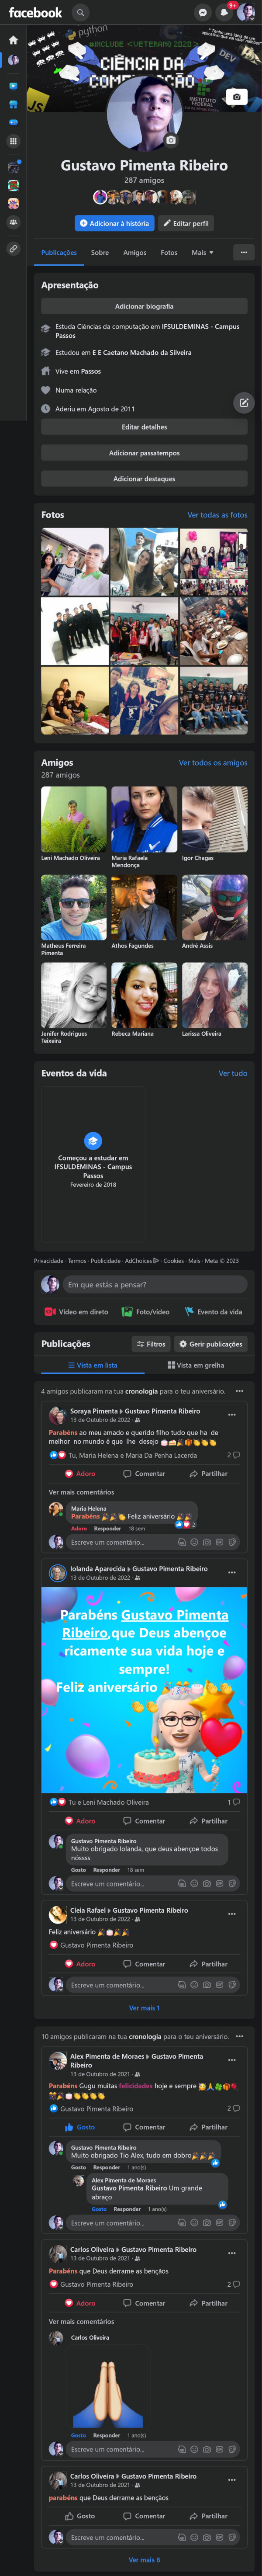 facebook
9+
python
#INCLUDE <VETERANO2020>
"Tenho uma dúvida,
CIÊNCIA DA
COMPUTAÇÃO
JS
INSTITUTO
FEDERAL
Gustavo Pimenta Ribeiro
287 amigos
Adicionar à história
Editar perfil
Publicações
Sobre
Amigos
Fotos
Mais
Apresentação
Adicionar biografia
Estuda Ciências da computação em IFSULDEMINAS - Campus
Passos
Estudou em E E Caetano Machado da Silveira
Vive em Passos
Numa relação
Aderiu em Agosto de 2011
Editar detalhes
Adicionar passatempos
Adicionar destaques
Fotos
Ver todas as fotos
Amigos
Ver todos os amigos
287 amigos
Leni Machado Oliveira
Maria Rafaela
Mendonça
Igor Chagas
Matheus Ferreira
Pimenta
Athos Fagundes
André Assis
Jenifer Rodrigues
Teixeira
Rebeca Mariana
Larissa Oliveira
Eventos da vida
Ver tudo
Começou a estudar em
IFSULDEMINAS - Campus
Passos
Fevereiro de 2018
Privacidade · Termos · Publicidade · AdChoices · Cookies · Mais · Meta © 2023
Em que estás a pensar?
Vídeo em direto
Foto/vídeo
Evento da vida
Publicações
Filtros
Gerir publicações
Vista em lista
Vista em grelha
4 amigos publicaram na tua cronologia para o teu aniversário.
Soraya Pimenta Gustavo Pimenta Ribeiro
13 de Outubro de 2022 ·
Parabéns ao meu amado e querido filho tudo que ha de
melhor no mundo é que lhe desejo 🎂🍰🎉🎁👏👏👏
Tu, Maria Helena e Maria Da Penha Lacerda
2
Adoro
Comentar
Partilhar
Ver mais comentários
Maria Helena
Parabéns 🎉🎉👏 Feliz aniversário 🎉🎉
2
Adoro Responder 18 sem
Escreve um comentário...
Iolanda Aparecida Gustavo Pimenta Ribeiro
13 de Outubro de 2022 ·
Parabéns Gustavo Pimenta
Ribeiro,que Deus abençoe
ricamente sua vida hoje e
sempre!
Feliz aniversário 🎉🎉👏
Tu e Leni Machado Oliveira
1
Adoro
Comentar
Partilhar
Gustavo Pimenta Ribeiro
Muito obrigado Iolanda, que deus abençoe todos
nóssss
Gosto Responder 18 sem
Escreve um comentário...
Cleia Rafael Gustavo Pimenta Ribeiro
13 de Outubro de 2022 ·
Feliz aniversário 🎉🎂🎉🎉
Gustavo Pimenta Ribeiro
Adoro
Comentar
Partilhar
Escreve um comentário...
Ver mais 1
10 amigos publicaram na tua cronologia para o teu aniversário.
Alex Pimenta de Moraes Gustavo Pimenta
Ribeiro
13 de Outubro de 2021 ·
Parabéns Gugu muitas felicidades hoje e sempre
Gustavo Pimenta Ribeiro
2
Gosto
Comentar
Partilhar
Gustavo Pimenta Ribeiro
Muito obrigado Tio Alex, tudo em dobro🎉🎉🎉
Gosto Responder 1 ano(s)
Alex Pimenta de Moraes
Gustavo Pimenta Ribeiro Um grande
abraço
Gosto Responder 1 ano(s)
Escreve um comentário...
Carlos Oliveira Gustavo Pimenta Ribeiro
13 de Outubro de 2021 ·
Parabéns que Deus derrame as bençãos
Gustavo Pimenta Ribeiro
2
Adoro
Comentar
Partilhar
Ver mais comentários
Carlos Oliveira
Gosto Responder 1 ano(s)
Escreve um comentário...
Carlos Oliveira Gustavo Pimenta Ribeiro
13 de Outubro de 2021 ·
parabéns que Deus derrame as bençãos
Gosto
Comentar
Partilhar
Escreve um comentário...
Ver mais 8